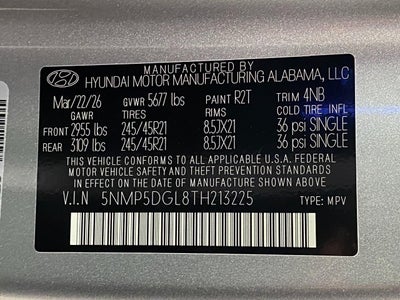 MANUFACTURED BY
HYUNDAI MOTOR MANUFACTURING ALABAMA, LLC
Mar/22/26 GVWR 5677 lbs PAINT R2T TRIM 4NB
GAWR TIRES RIMS COLD TIRE INFL
FRONT 2955 lbs 245/45R21 8.5JX21 36 psi SINGLE
REAR 3109 lbs 245/45R21 8.5JX21 36 psi SINGLE
THIS VEHICLE CONFORMS TO ALL APPLICABLE U.S.A. FEDERAL
MOTOR VEHICLE SAFETY AND THEFT PREVENTION STANDARDS
IN EFFECT ON THE DATE OF MANUFACTURE SHOWN ABOVE.
V.I.N 5NMP5DGL8TH213225 TYPE: MPV